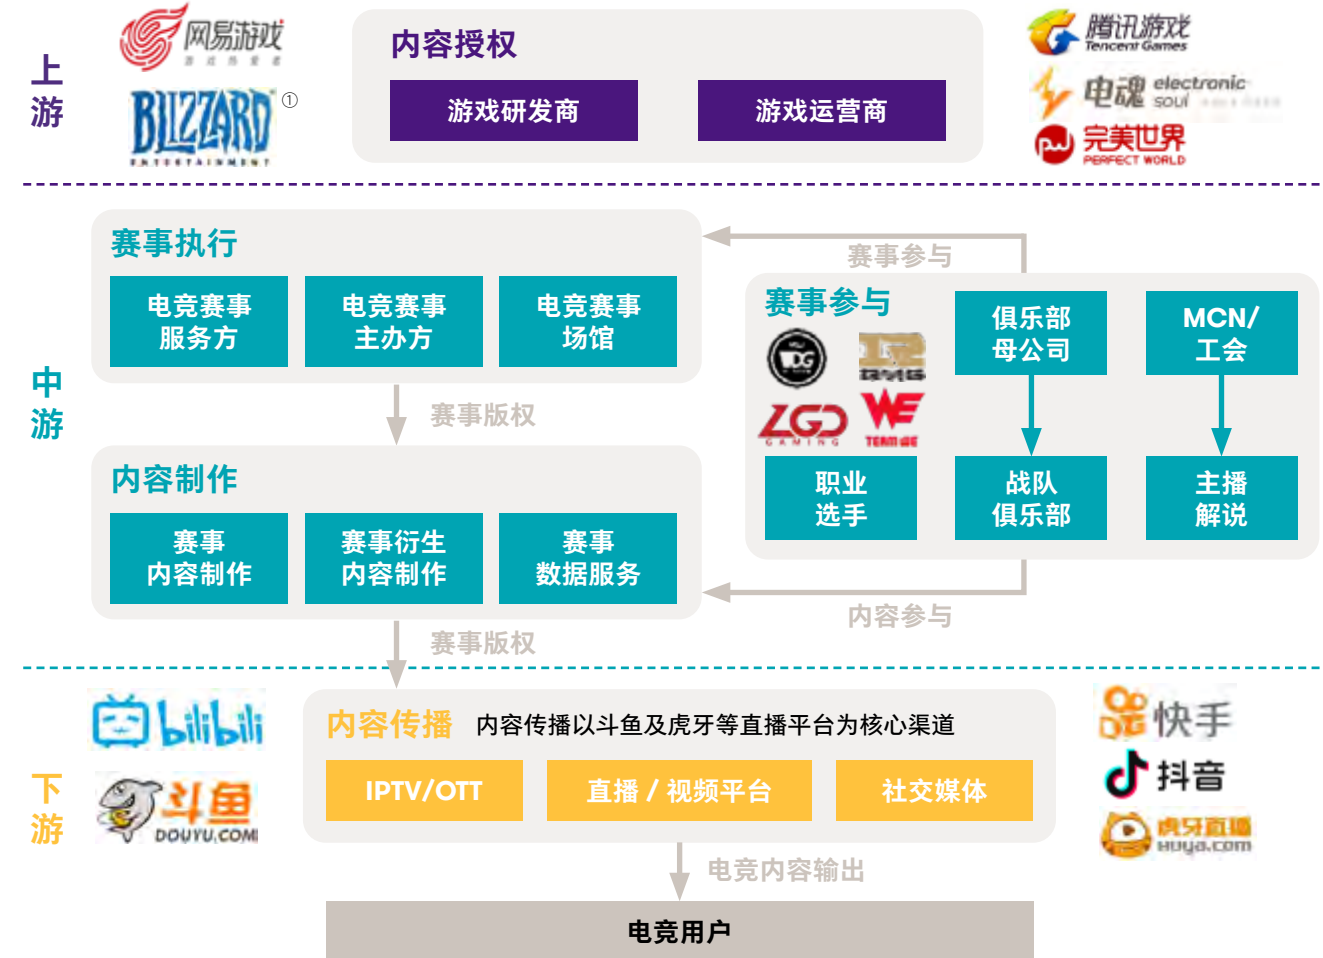 上游
网易游戏
游戏热爱者
BLIZZARD
ENTERTAINMENT
①
内容授权
游戏研发商
游戏运营商
腾讯游戏
Tencent Games
电魂 electronic soul
完美世界
PERFECT WORLD
中游
赛事执行
电竞赛事
服务方
电竞赛事
主办方
电竞赛事
场馆
赛事版权
内容制作
赛事
内容制作
赛事衍生
内容制作
赛事
数据服务
赛事版权
赛事参与
赛事参与
LGD
GAMING
WE
TEAM WE
俱乐部
母公司
MCN/
工会
职业
选手
战队
俱乐部
主播
解说
内容参与
下游
bilibili
斗鱼
DOUYU.COM
内容传播 内容传播以斗鱼及虎牙等直播平台为核心渠道
IPTV/OTT
直播 / 视频平台
社交媒体
快手
抖音
虎牙直播
HUYA.com
电竞内容输出
电竞用户